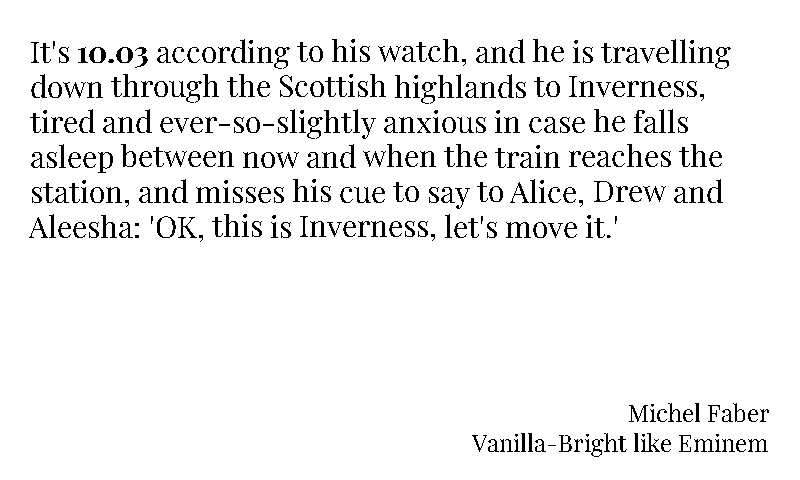 It's 10.03 according to his watch, and he is travelling
down through the Scottish highlands to Inverness,
tired and ever-so-slightly anxious in case he falls
asleep between now and when the train reaches the
station, and misses his cue to say to Alice, Drew and
Aleesha: 'OK, this is Inverness, let's move it.'
Michel Faber
Vanilla-Bright like Eminem